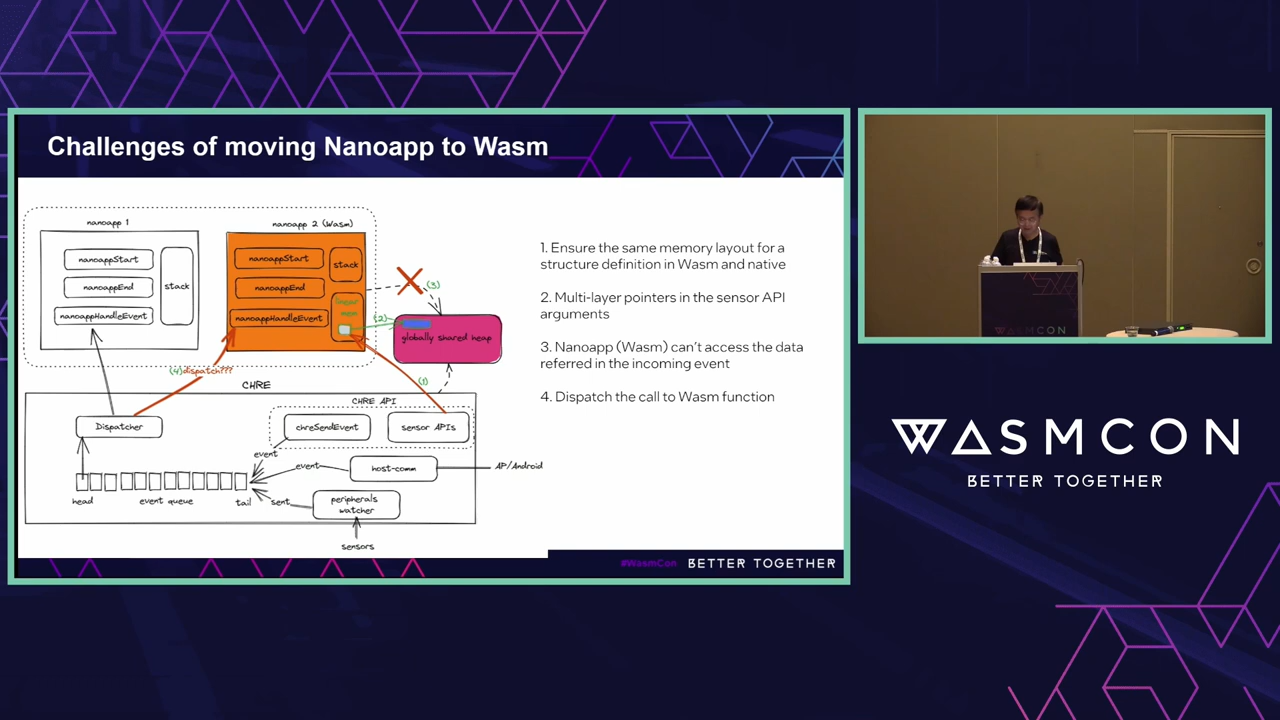 Challenges of moving Nanoapp to Wasm
nanoapp 1
nanoappStart
nanoappEnd
nanoappHandleEvent
stack
nanoapp 2 (Wasm)
nanoappStart
nanoappEnd
nanoappHandleEvent
stack
linear
mem
(3)
(2)
globally shared heap
(1)
(4)dispatch???
CHRE
CHRE API
Dispatcher
chreSendEvent
sensor APIs
event
event
host-comm
AP/Android
head
event queue
tail
sent
peripherals
watcher
sensors
1. Ensure the same memory layout for a
structure definition in Wasm and native
2. Multi-layer pointers in the sensor API
arguments
3. Nanoapp (Wasm) can't access the data
referred in the incoming event
4. Dispatch the call to Wasm function
#WasmCon BETTER TOGETHER
WASMCON
WASMCON
BETTER TOGETHER